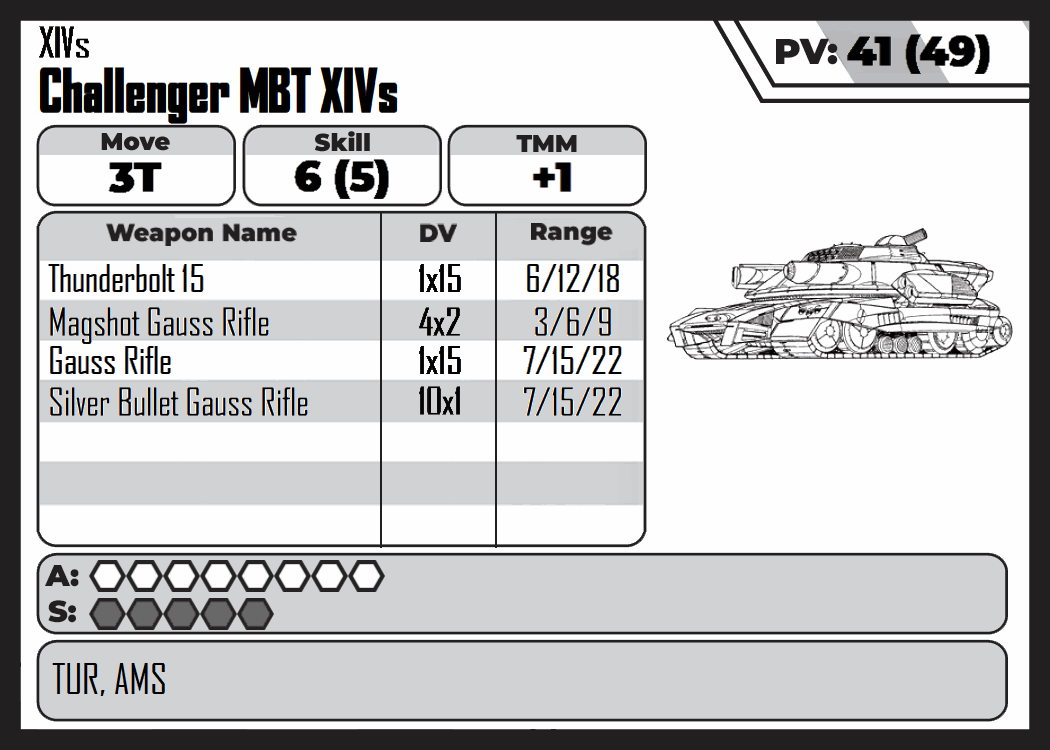 XIVs
Challenger MBT XIVs
PV: 41 (49)
Move Skill TMM
3T 6 (5) +1
Weapon Name DV Range
Thunderbolt 15 1x15 6/12/18
Magshot Gauss Rifle 4x2 3/6/9
Gauss Rifle 1x15 7/15/22
Silver Bullet Gauss Rifle 10x1 7/15/22
A:
S:
TUR, AMS